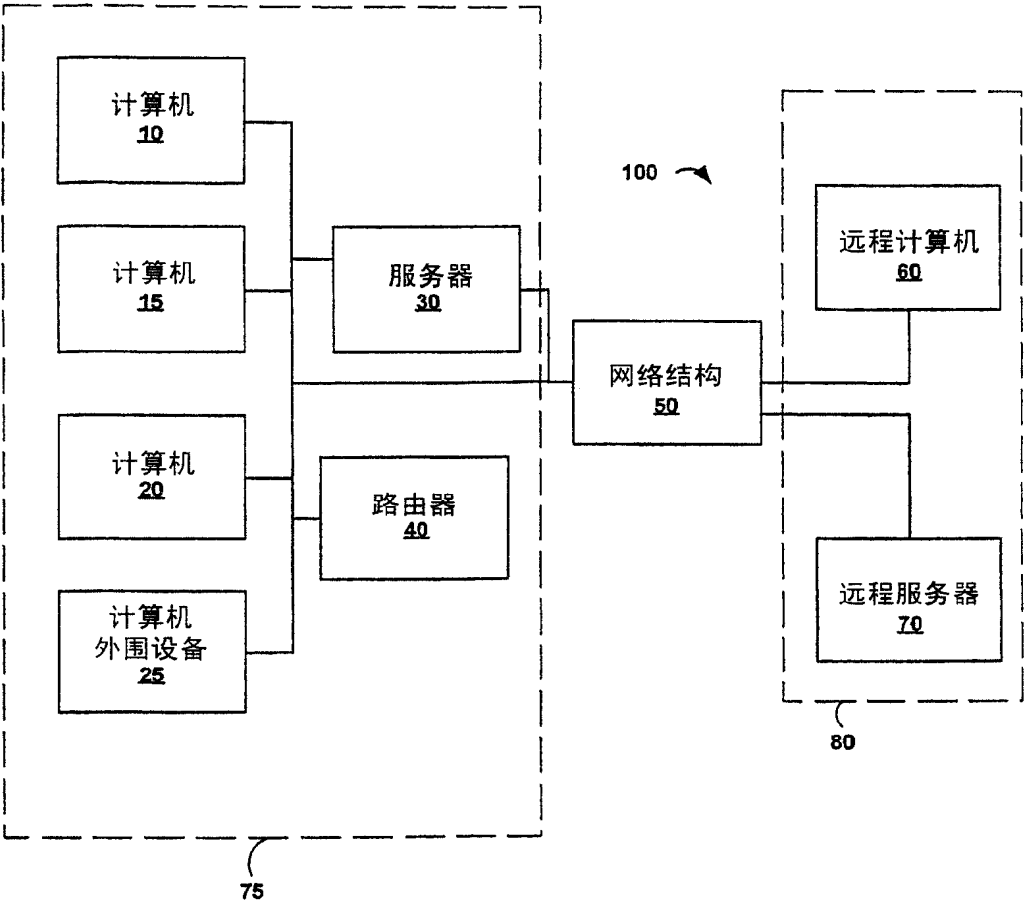 计算机
10
计算机
15
计算机
20
计算机
外围设备
25
服务器
30
路由器
40
75
100
网络结构
50
远程计算机
60
远程服务器
70
80